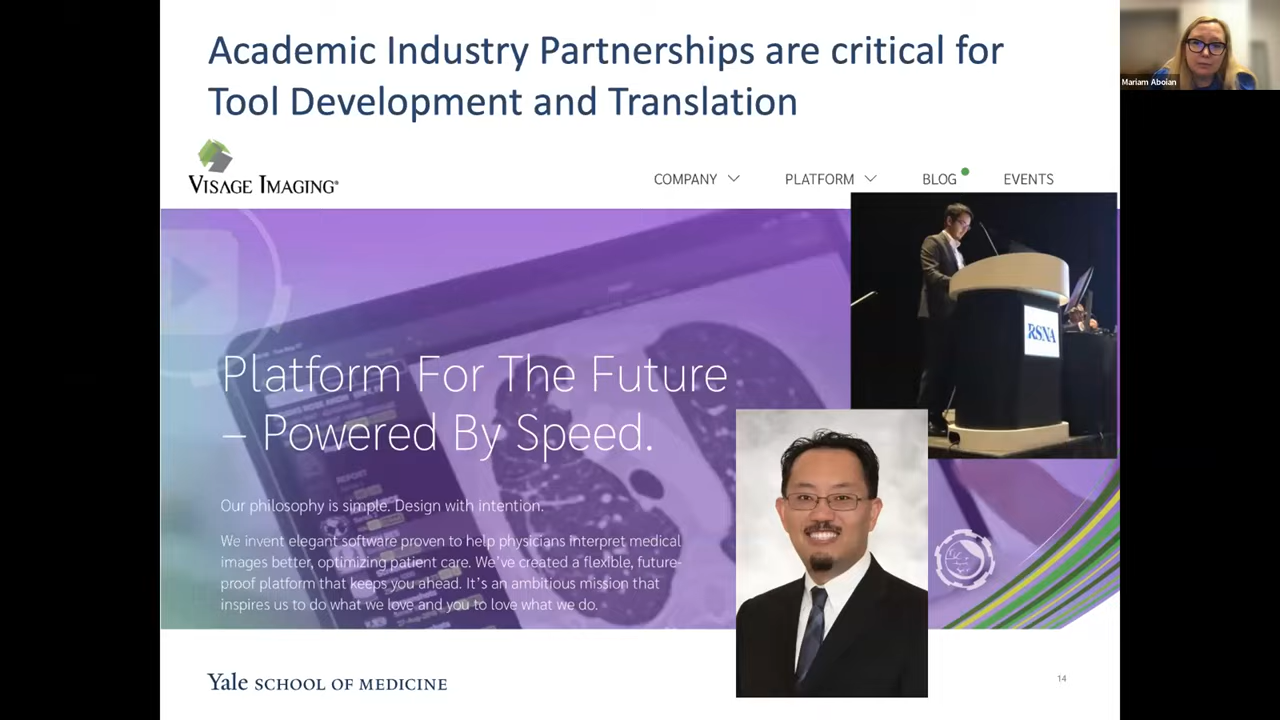 Academic Industry Partnerships are critical for
Tool Development and Translation
Mariam Aboian
VISAGE IMAGING®
COMPANY
PLATFORM
BLOG
EVENTS
RSNA
Platform For The Future
– Powered By Speed.
REPORT
Our philosophy is simple. Design with intention.
We invent elegant software proven to help physicians interpret medical
images better, optimizing patient care. We’ve created a flexible, future-
proof platform that keeps you ahead. It’s an ambitious mission that
inspires us to do what we love and you to love what we do.
Yale SCHOOL OF MEDICINE
14